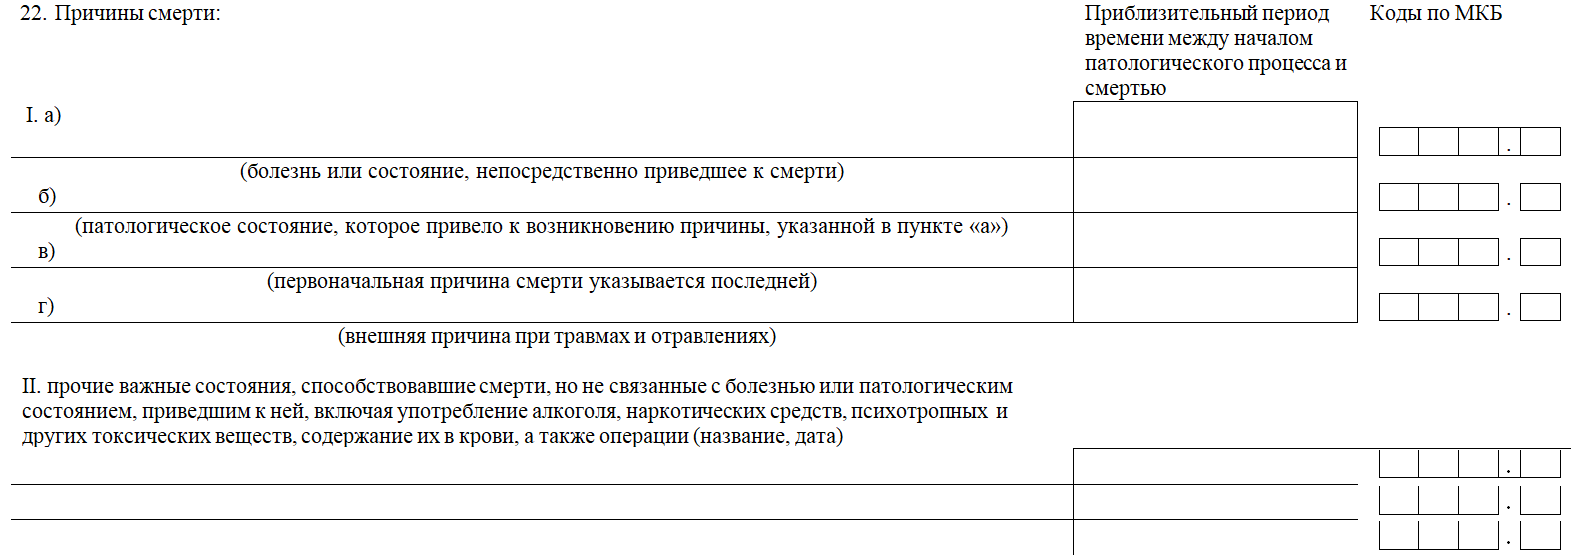 22. Причины смерти:
Приблизительный период
времени между началом
патологического процесса и
смертью
Коды по МКБ
I. а)
.
(болезнь или состояние, непосредственно приведшее к смерти)
б)
.
(патологическое состояние, которое привело к возникновению причины, указанной в пункте «а»)
в)
.
(первоначальная причина смерти указывается последней)
г)
.
(внешняя причина при травмах и отравлениях)
II. прочие важные состояния, способствовавшие смерти, но не связанные с болезнью или патологическим
состоянием, приведшим к ней, включая употребление алкоголя, наркотических средств, психотропных и
других токсических веществ, содержание их в крови, а также операции (название, дата)
.
.
.